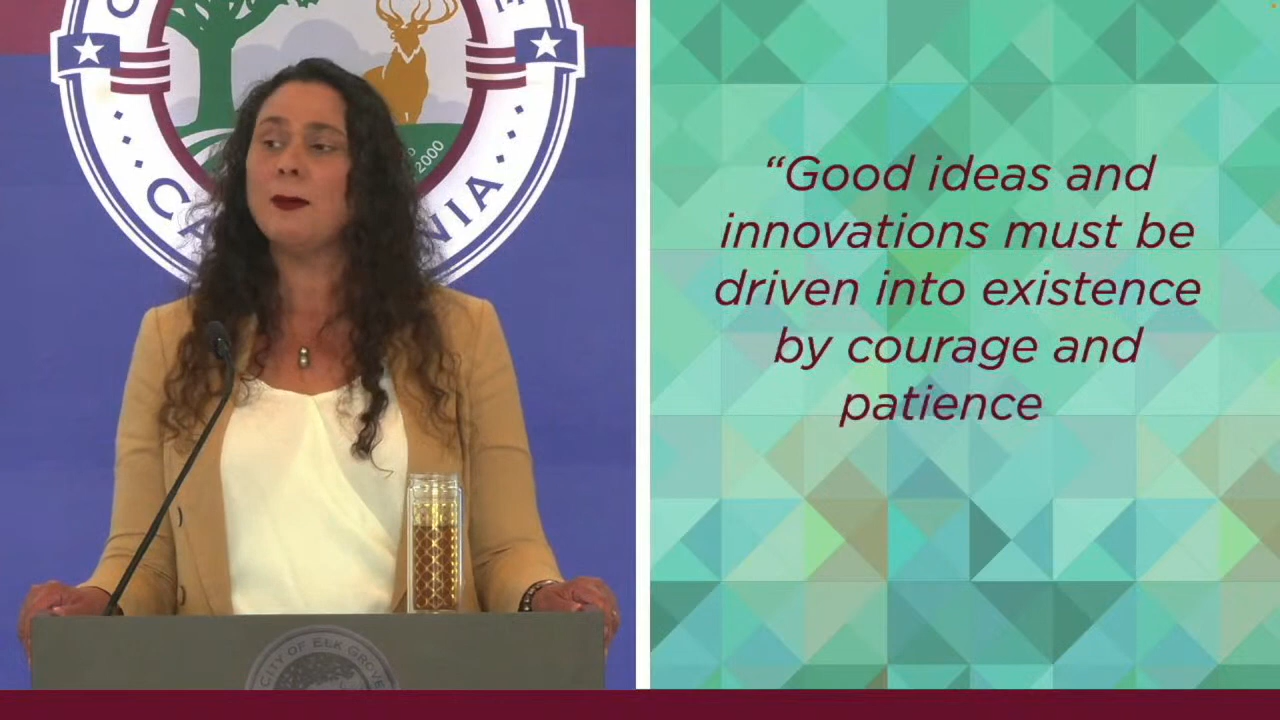 2000
CA NIA
CITY OF ELK GROVE
“Good ideas and
innovations must be
driven into existence
by courage and
patience